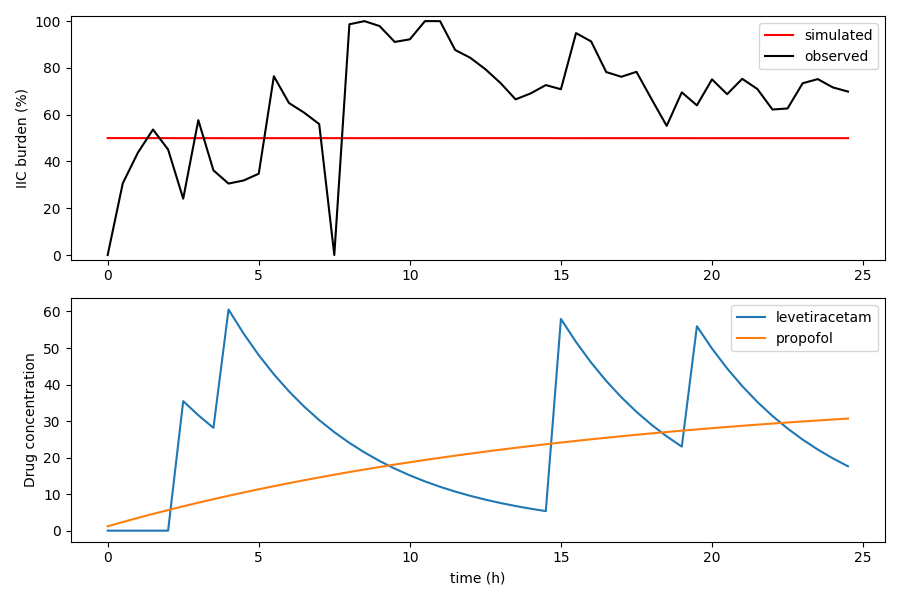 IIC burden (%)
100
80
60
40
20
0
simulated
observed
0 5 10 15 20 25
Drug concentration
60
50
40
30
20
10
0
levetiracetam
propofol
0 5 10 15 20 25
time (h)